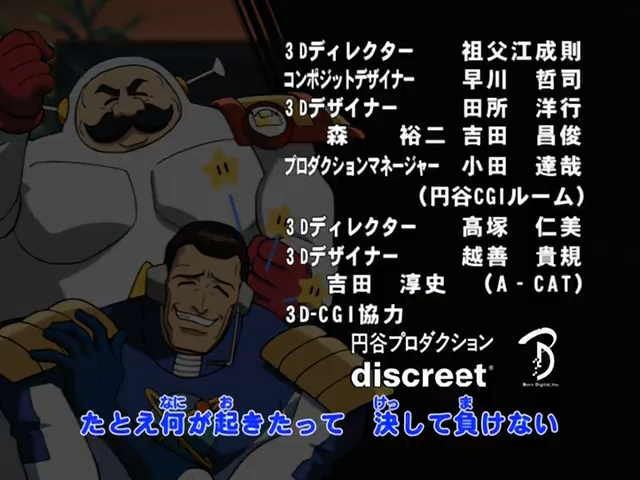 3Dディレクター 祖父江成則
コンポジットデザイナー 早川 哲司
3Dデザイナー 田所 洋行
森 裕二 吉田 昌俊
プロダクションマネージャー 小田 達哉
(円谷CGIルーム)
3Dディレクター 髙塚 仁美
3Dデザイナー 越善 貴規
吉田 淳史 (A-CAT)
3D-CGI協力
円谷プロダクション
discreet®
Born Digital, Inc.
なに お けっ ま
たとえ何が起きたって 決して負けない